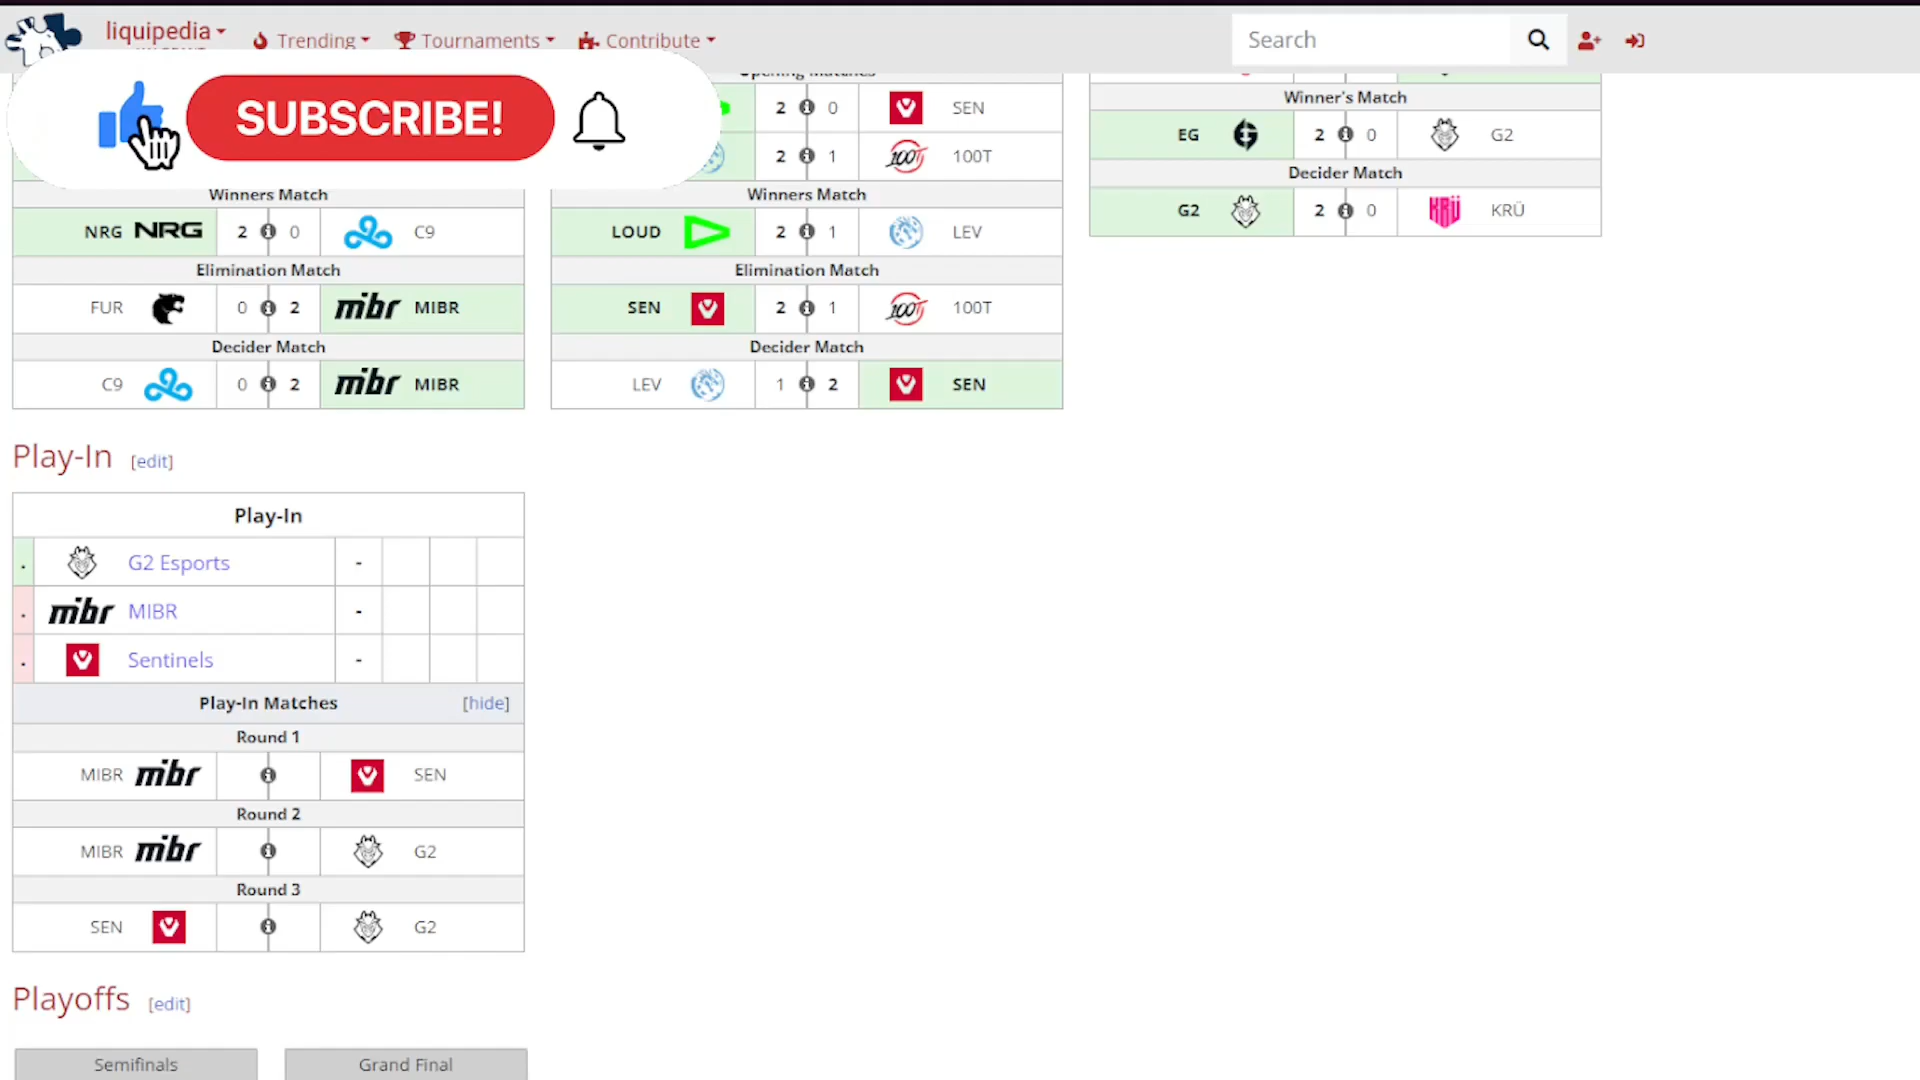 liquipedia
Trending
Tournaments
Contribute
Search
SUBSCRIBE!
Opening Matches
2 0 SEN
2 1 100T
Winners Match
NRG NRG 2 0 C9
Elimination Match
FUR 0 2 mibr MIBR
Decider Match
C9 0 2 mibr MIBR
Winners Match
LOUD 2 1 LEV
Elimination Match
SEN 2 1 100T 100T
Decider Match
LEV 1 2 SEN
Winner's Match
EG 2 0 G2
Decider Match
G2 2 0 KRÜ KRÜ
Play-In [edit]
Play-In
. G2 Esports -
. mibr MIBR -
. Sentinels -
Play-In Matches [hide]
Round 1
MIBR mibr SEN
Round 2
MIBR mibr G2
Round 3
SEN G2
Playoffs [edit]
Semifinals
Grand Final